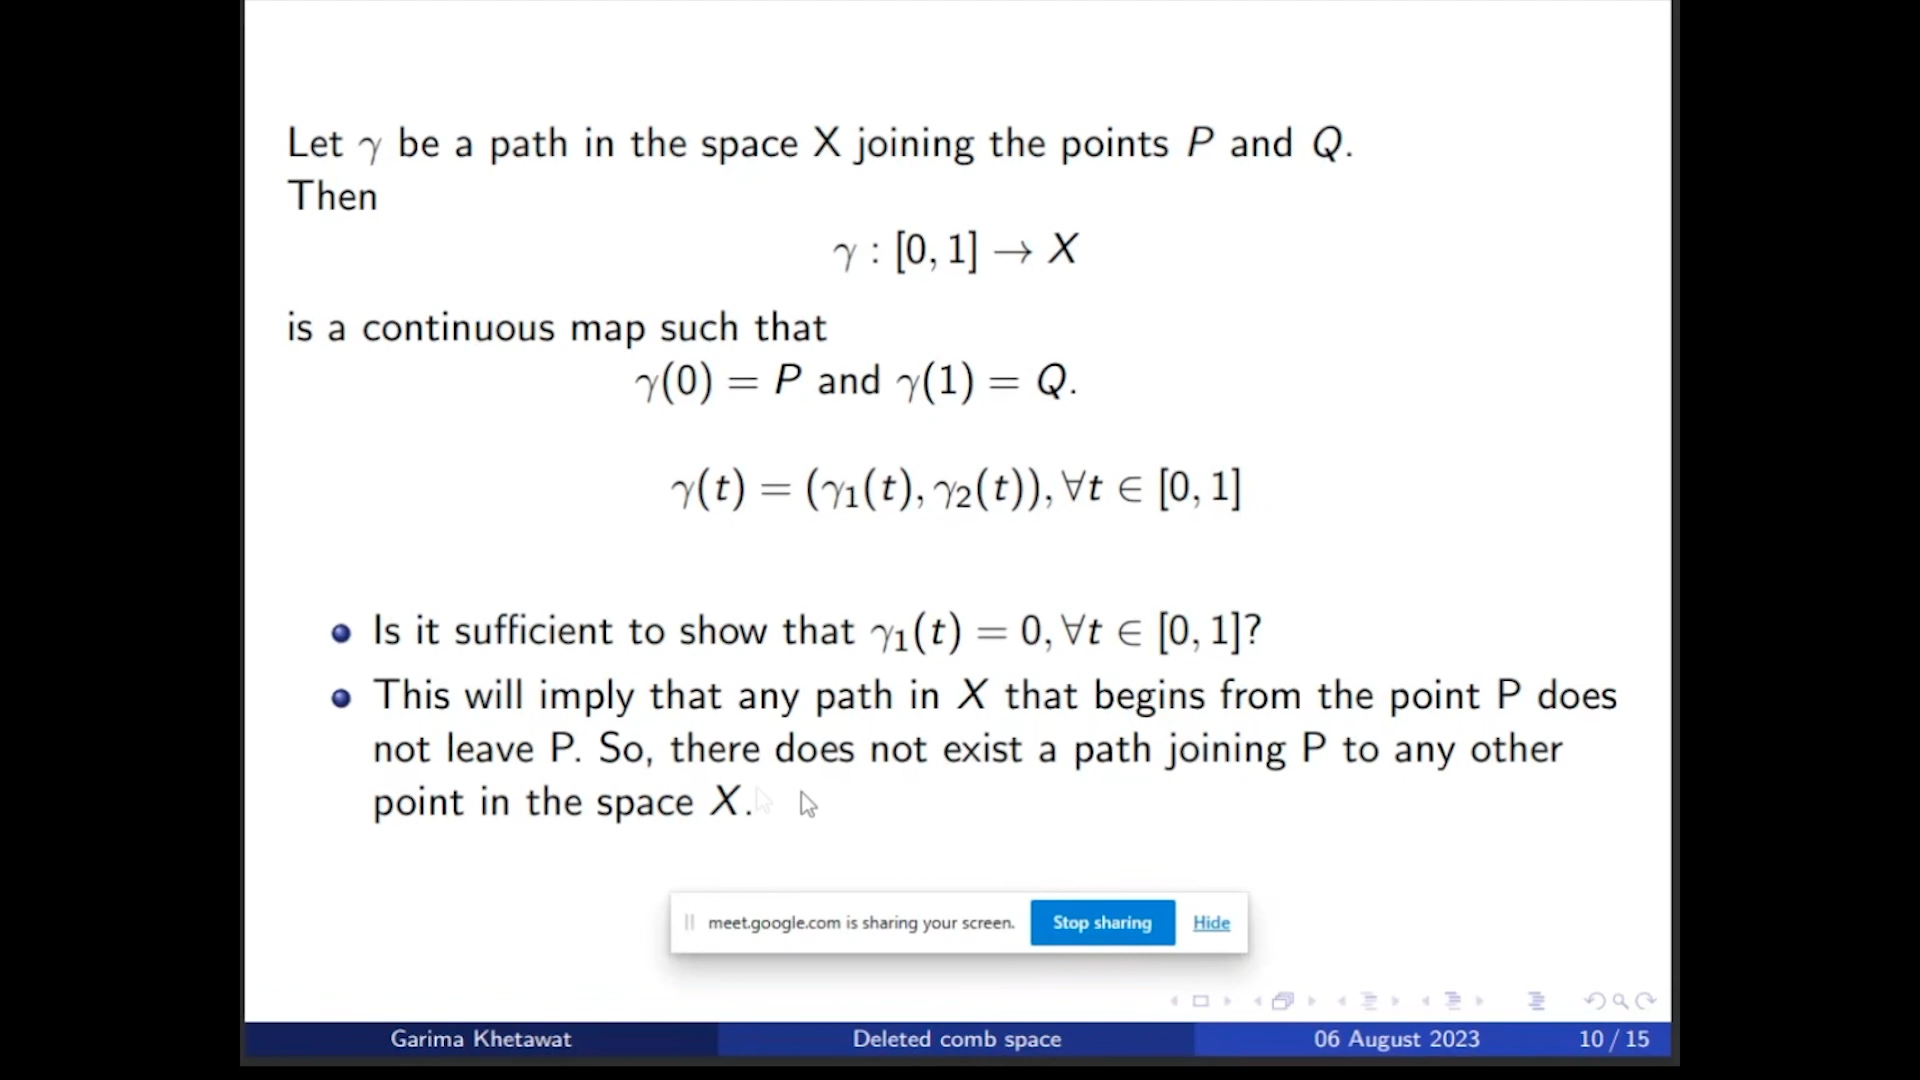 Let γ be a path in the space X joining the points P and Q.
Then
γ : [0, 1] → X
is a continuous map such that
γ(0) = P and γ(1) = Q.
γ(t) = (γ₁(t), γ₂(t)), ∀t ∈ [0, 1]
Is it sufficient to show that γ₁(t) = 0, ∀t ∈ [0, 1]?
This will imply that any path in X that begins from the point P does
not leave P. So, there does not exist a path joining P to any other
point in the space X.
meet.google.com is sharing your screen. Stop sharing Hide
Garima Khetawat Deleted comb space 06 August 2023 10 / 15